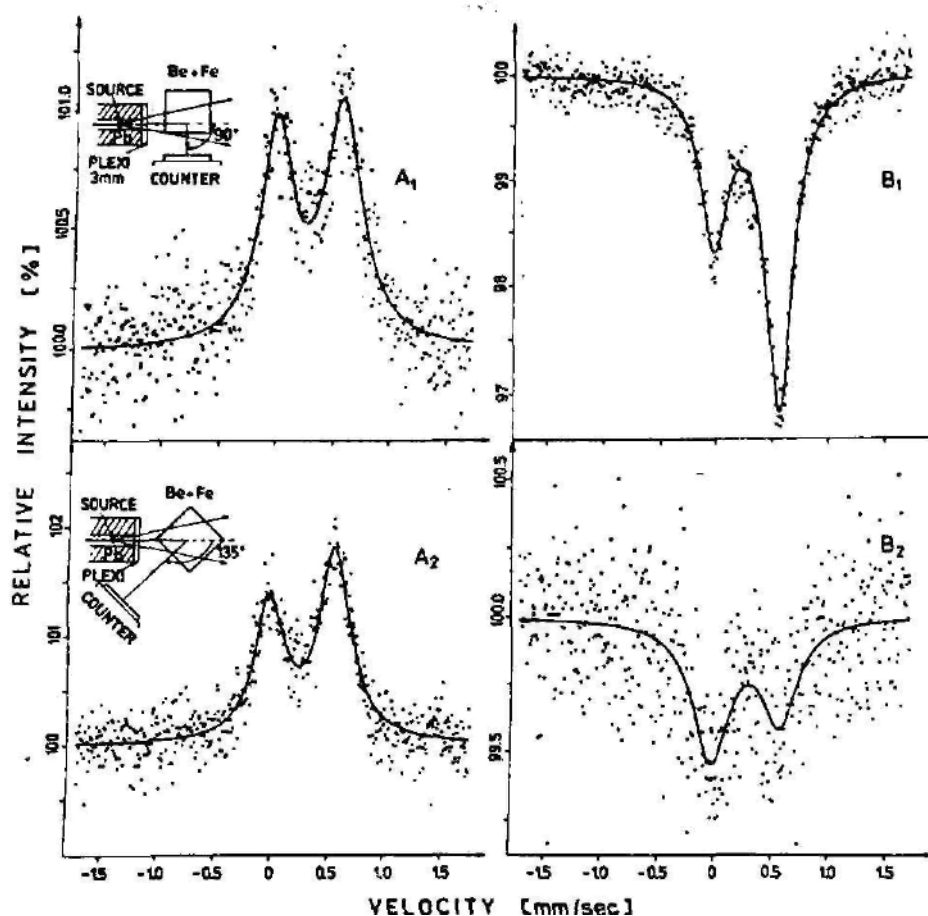 RELATIVE INTENSITY [%]
101.0
100.5
100.0
SOURCE
Be+Fe
Pb
90°
PLEXI
3mm
COUNTER
A1
100
99
98
97
B1
102
101
100
SOURCE
Be+Fe
Pb
135°
PLEXI
COUNTER
A2
100.5
100.0
99.5
B2
-1.5 -1.0 -0.5 0 0.5 1.0 1.5
-1.5 -1.0 -0.5 0 0.5 1.0 1.5
VELOCITY [mm/sec]